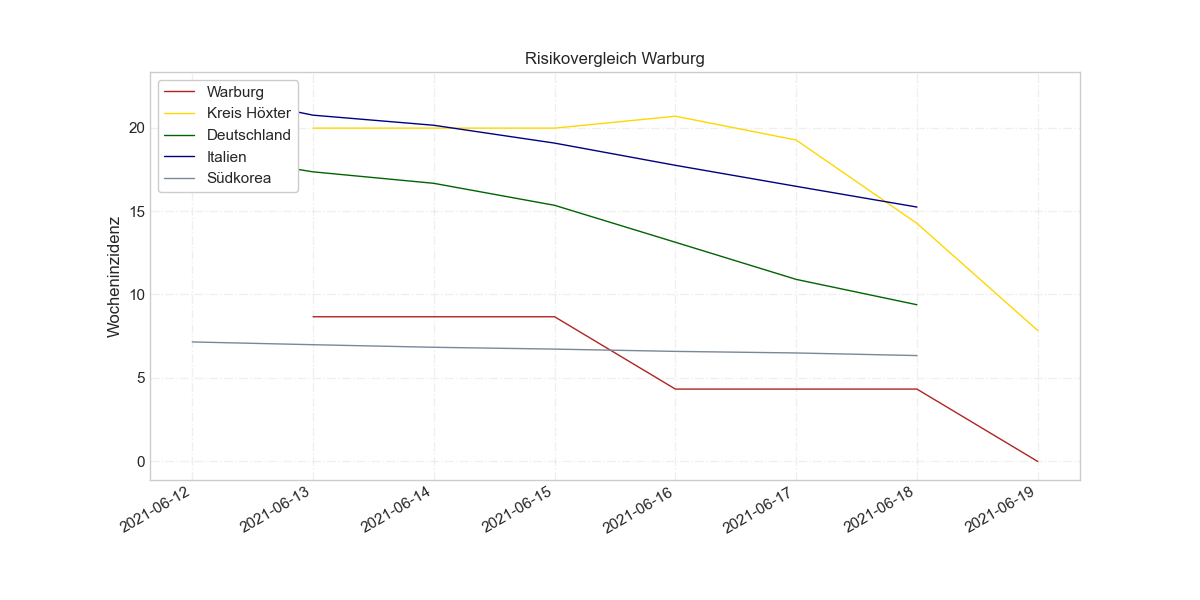 Risikovergleich Warburg
Warburg
Kreis Höxter
Deutschland
Italien
Südkorea
Wocheninzidenz
20
15
10
5
0
2021-06-12
2021-06-13
2021-06-14
2021-06-15
2021-06-16
2021-06-17
2021-06-18
2021-06-19